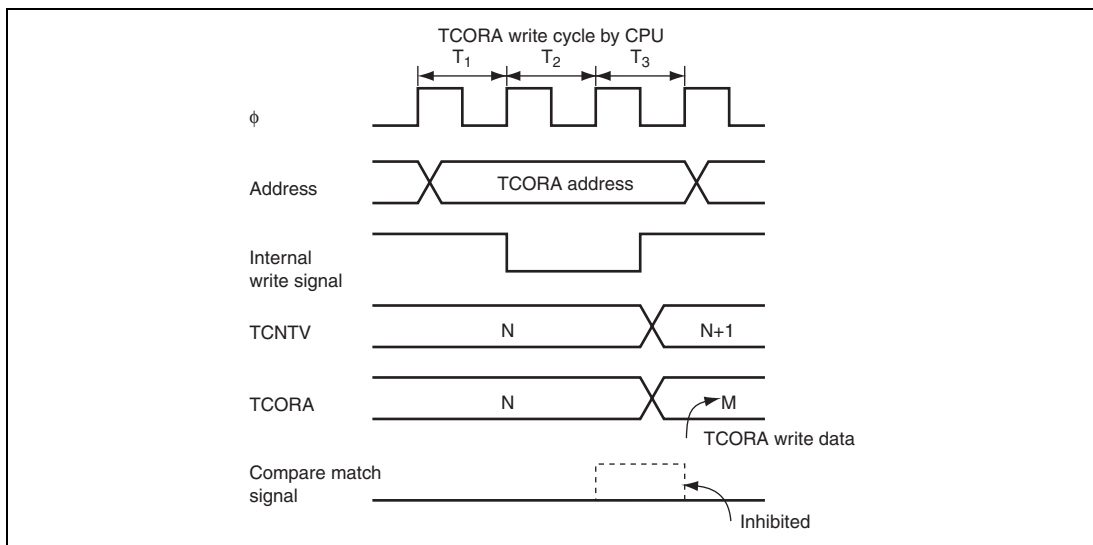 TCORA write cycle by CPU
T1 T2 T3
φ
Address
TCORA address
Internal
write signal
TCNTV
N
N+1
TCORA
N
M
TCORA write data
Compare match
signal
Inhibited